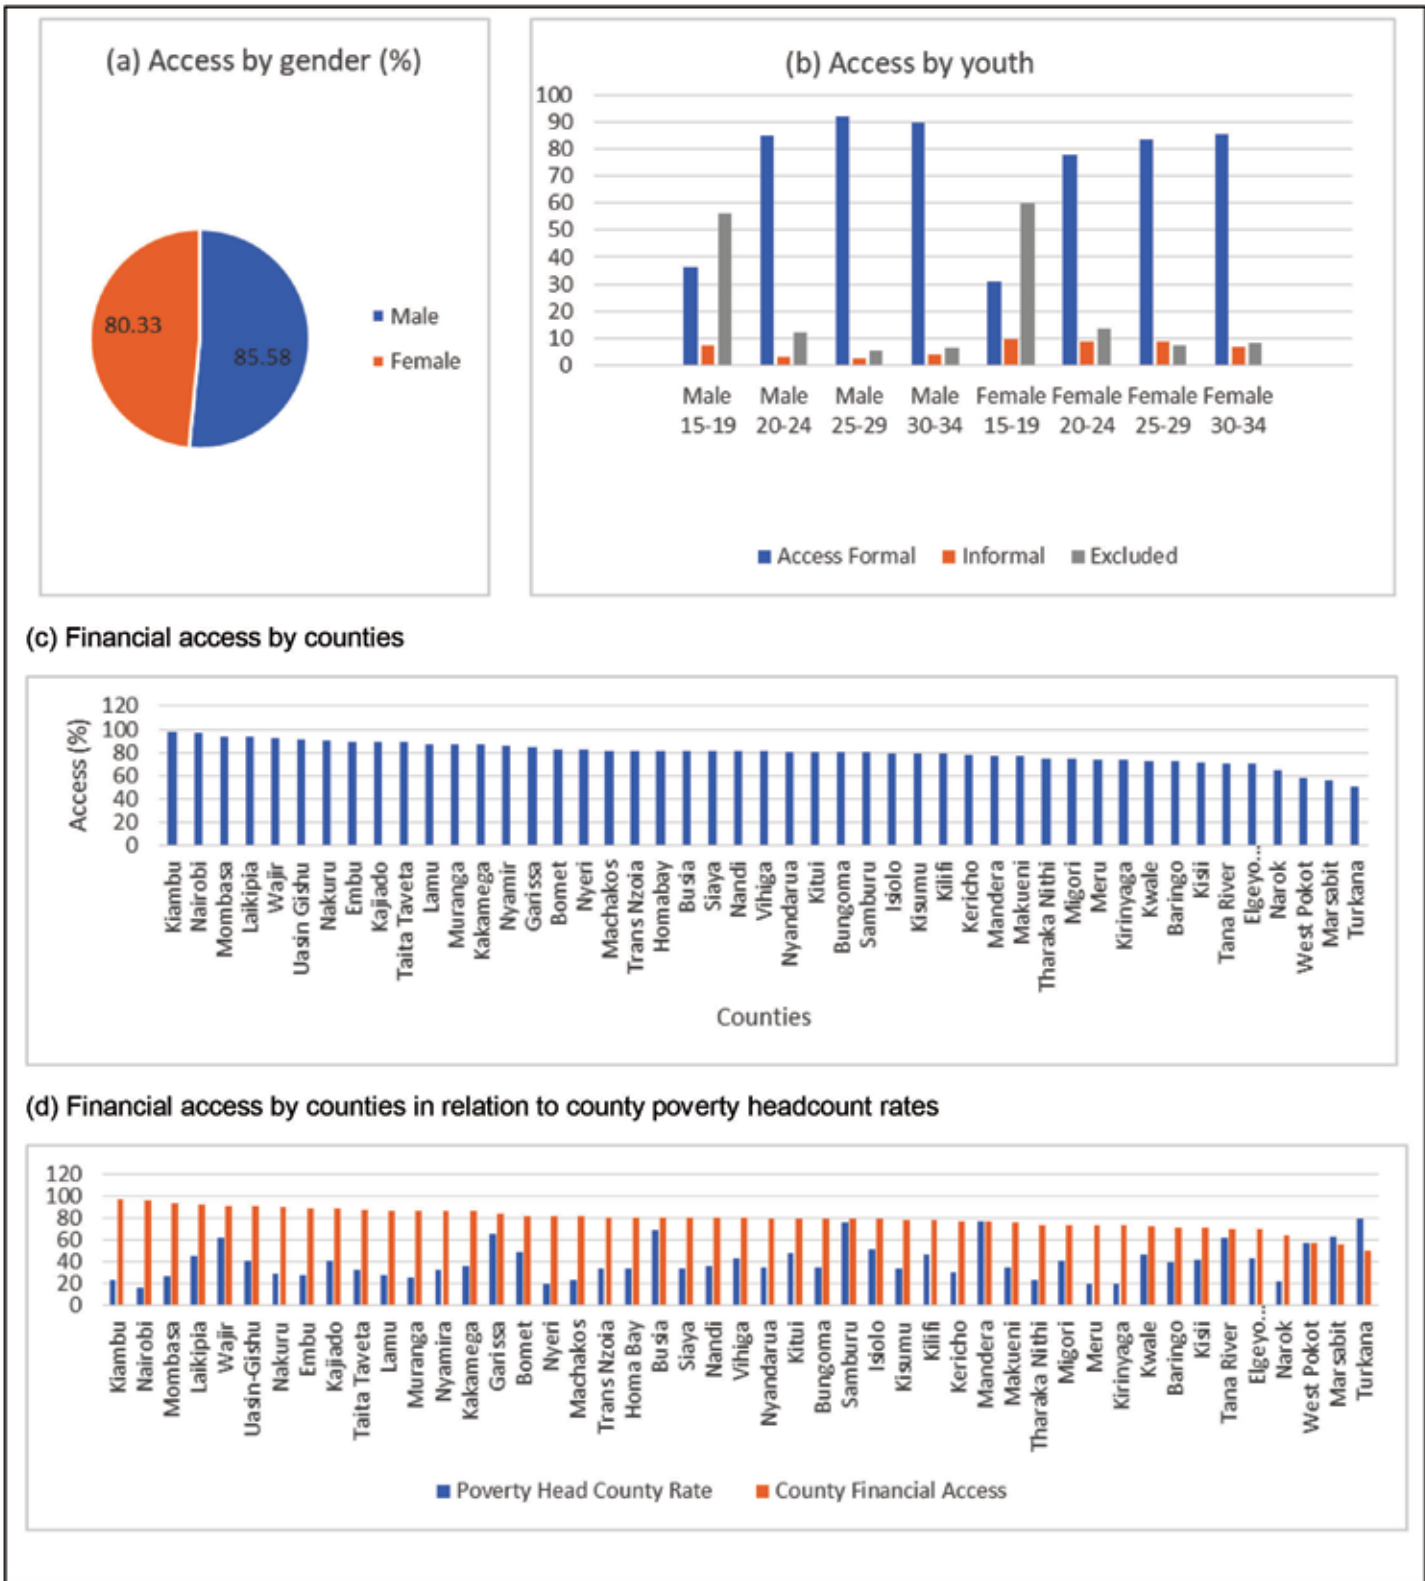 (a) Access by gender (%)
80.33
85.58
Male
Female
(b) Access by youth
100
90
80
70
60
50
40
30
20
10
0
Male 15-19
Male 20-24
Male 25-29
Male 30-34
Female 15-19
Female 20-24
Female 25-29
Female 30-34
Access Formal
Informal
Excluded
(c) Financial access by counties
Access (%)
120
100
80
60
40
20
0
Kiambu
Nairobi
Mombasa
Laikipia
Wajir
Uasin Gishu
Nakuru
Embu
Kajiado
Taita Taveta
Lamu
Muranga
Kakamega
Nyamir
Garissa
Bomet
Nyeri
Machakos
Trans Nzoia
Homabay
Busia
Siaya
Nandi
Vihiga
Nyandarua
Kitui
Bungoma
Samburu
Isiolo
Kisumu
Kilifi
Kericho
Mandera
Makueni
Tharaka Nithi
Migori
Meru
Kirinyaga
Kwale
Baringo
Kisii
Tana River
Elgeyo...
Narok
West Pokot
Marsabit
Turkana
Counties
(d) Financial access by counties in relation to county poverty headcount rates
120
100
80
60
40
20
0
Kiambu
Nairobi
Mombasa
Laikipia
Wajir
Uasin-Gishu
Nakuru
Embu
Kajiado
Taita Taveta
Lamu
Muranga
Nyamira
Kakamega
Garissa
Bomet
Nyeri
Machakos
Trans Nzoia
Homa Bay
Busia
Siaya
Nandi
Vihiga
Nyandarua
Kitui
Bungoma
Samburu
Isiolo
Kisumu
Kilifi
Kericho
Mandera
Makueni
Tharaka Nithi
Migori
Meru
Kirinyaga
Kwale
Baringo
Kisii
Tana River
Elgeyo...
Narok
West Pokot
Marsabit
Turkana
Poverty Head County Rate
County Financial Access